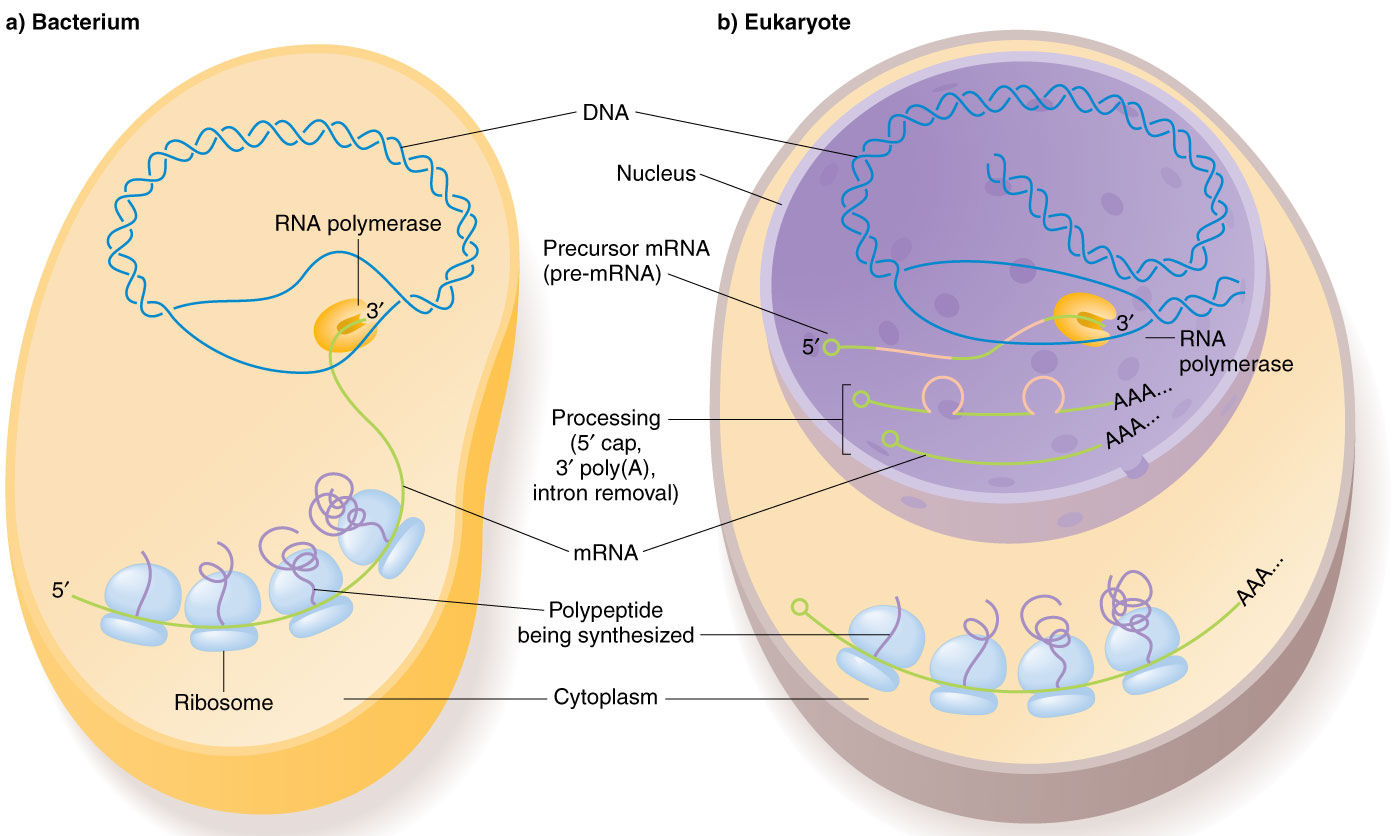 a) Bacterium
b) Eukaryote
DNA
Nucleus
RNA polymerase
Precursor mRNA
(pre-mRNA)
3′
3′
5′
RNA
polymerase
AAA...
Processing
(5′ cap,
3′ poly(A),
intron removal)
AAA...
mRNA
5′
AAA...
Polypeptide
being synthesized
Ribosome
Cytoplasm